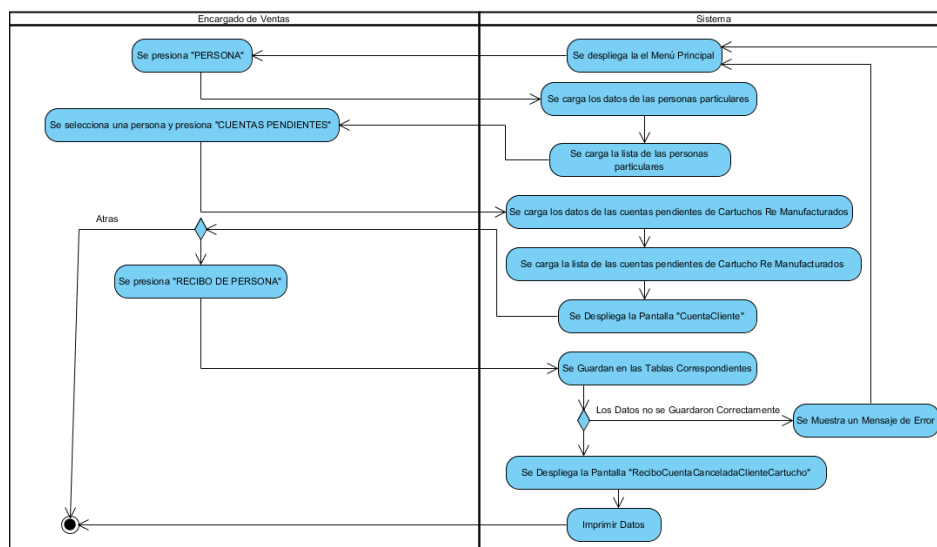 Encargado de Ventas
Sistema
Se presiona "PERSONA"
Se despliega la el Menú Principal
Se carga los datos de las personas particulares
Se selecciona una persona y presiona "CUENTAS PENDIENTES"
Se carga la lista de las personas
particulares
Se carga los datos de las cuentas pendientes de Cartuchos Re Manufacturados
Atras
Se carga la lista de las cuentas pendientes de Cartucho Re Manufacturados
Se presiona "RECIBO DE PERSONA"
Se Despliega la Pantalla "CuentaCliente"
Se Guardan en las Tablas Correspondientes
Los Datos no se Guardaron Correctamente
Se Muestra un Mensaje de Error
Se Despliega la Pantalla "ReciboCuentaCanceladaClienteCartucho"
Imprimir Datos